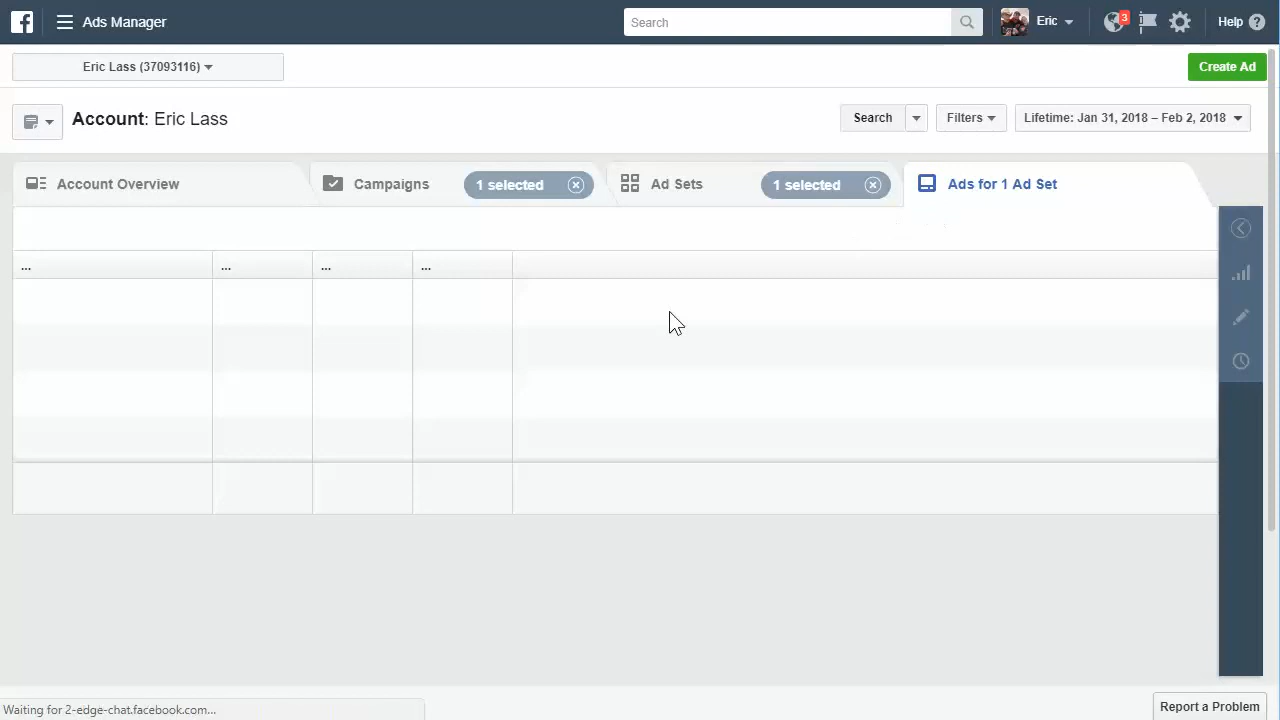 f Ads Manager Search Eric 3 Help ?
Eric Lass (37093116) Create Ad
Account: Eric Lass Search Filters Lifetime: Jan 31, 2018 – Feb 2, 2018
Account Overview Campaigns 1 selected Ad Sets 1 selected Ads for 1 Ad Set
... ... ... ...
Waiting for 2-edge-chat.facebook.com... Report a Problem